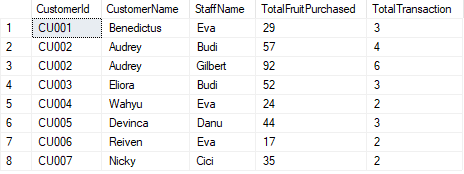 CustomerId CustomerName StaffName TotalFruitPurchased TotalTransaction
1 CU001 Benedictus Eva 29 3
2 CU002 Audrey Budi 57 4
3 CU002 Audrey Gilbert 92 6
4 CU003 Eliora Budi 52 3
5 CU004 Wahyu Eva 24 2
6 CU005 Devinca Danu 44 3
7 CU006 Reiven Eva 17 2
8 CU007 Nicky Cici 35 2